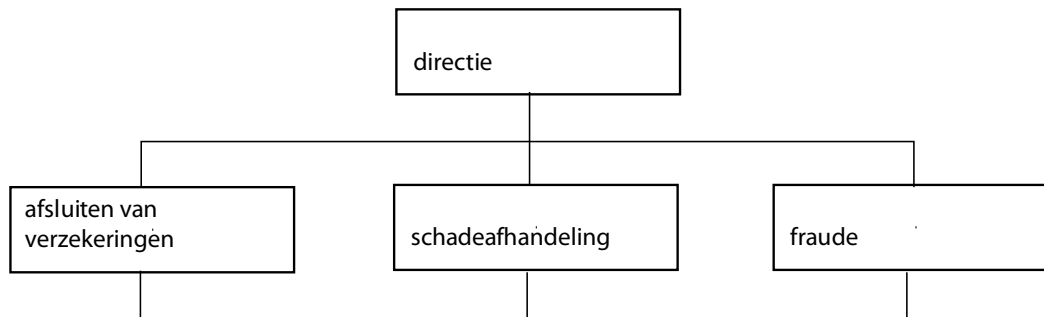 directie
afsluiten van
verzekeringen
schadeafhandeling
fraude